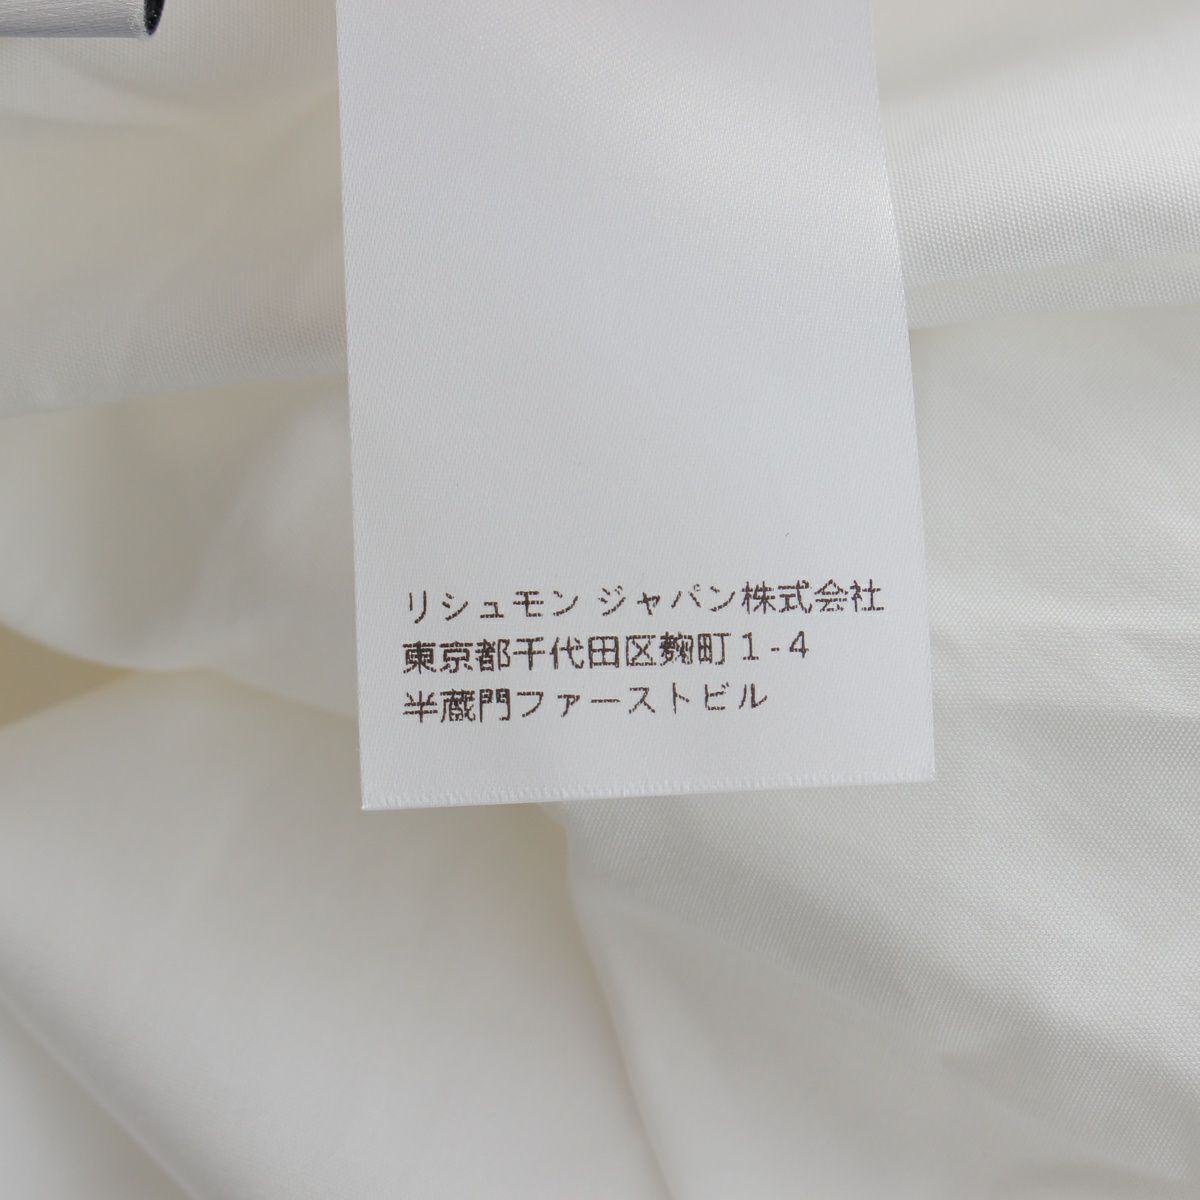 リシュモン ジャパン株式会社
東京都千代田区麹町1-4
半蔵門ファーストビル